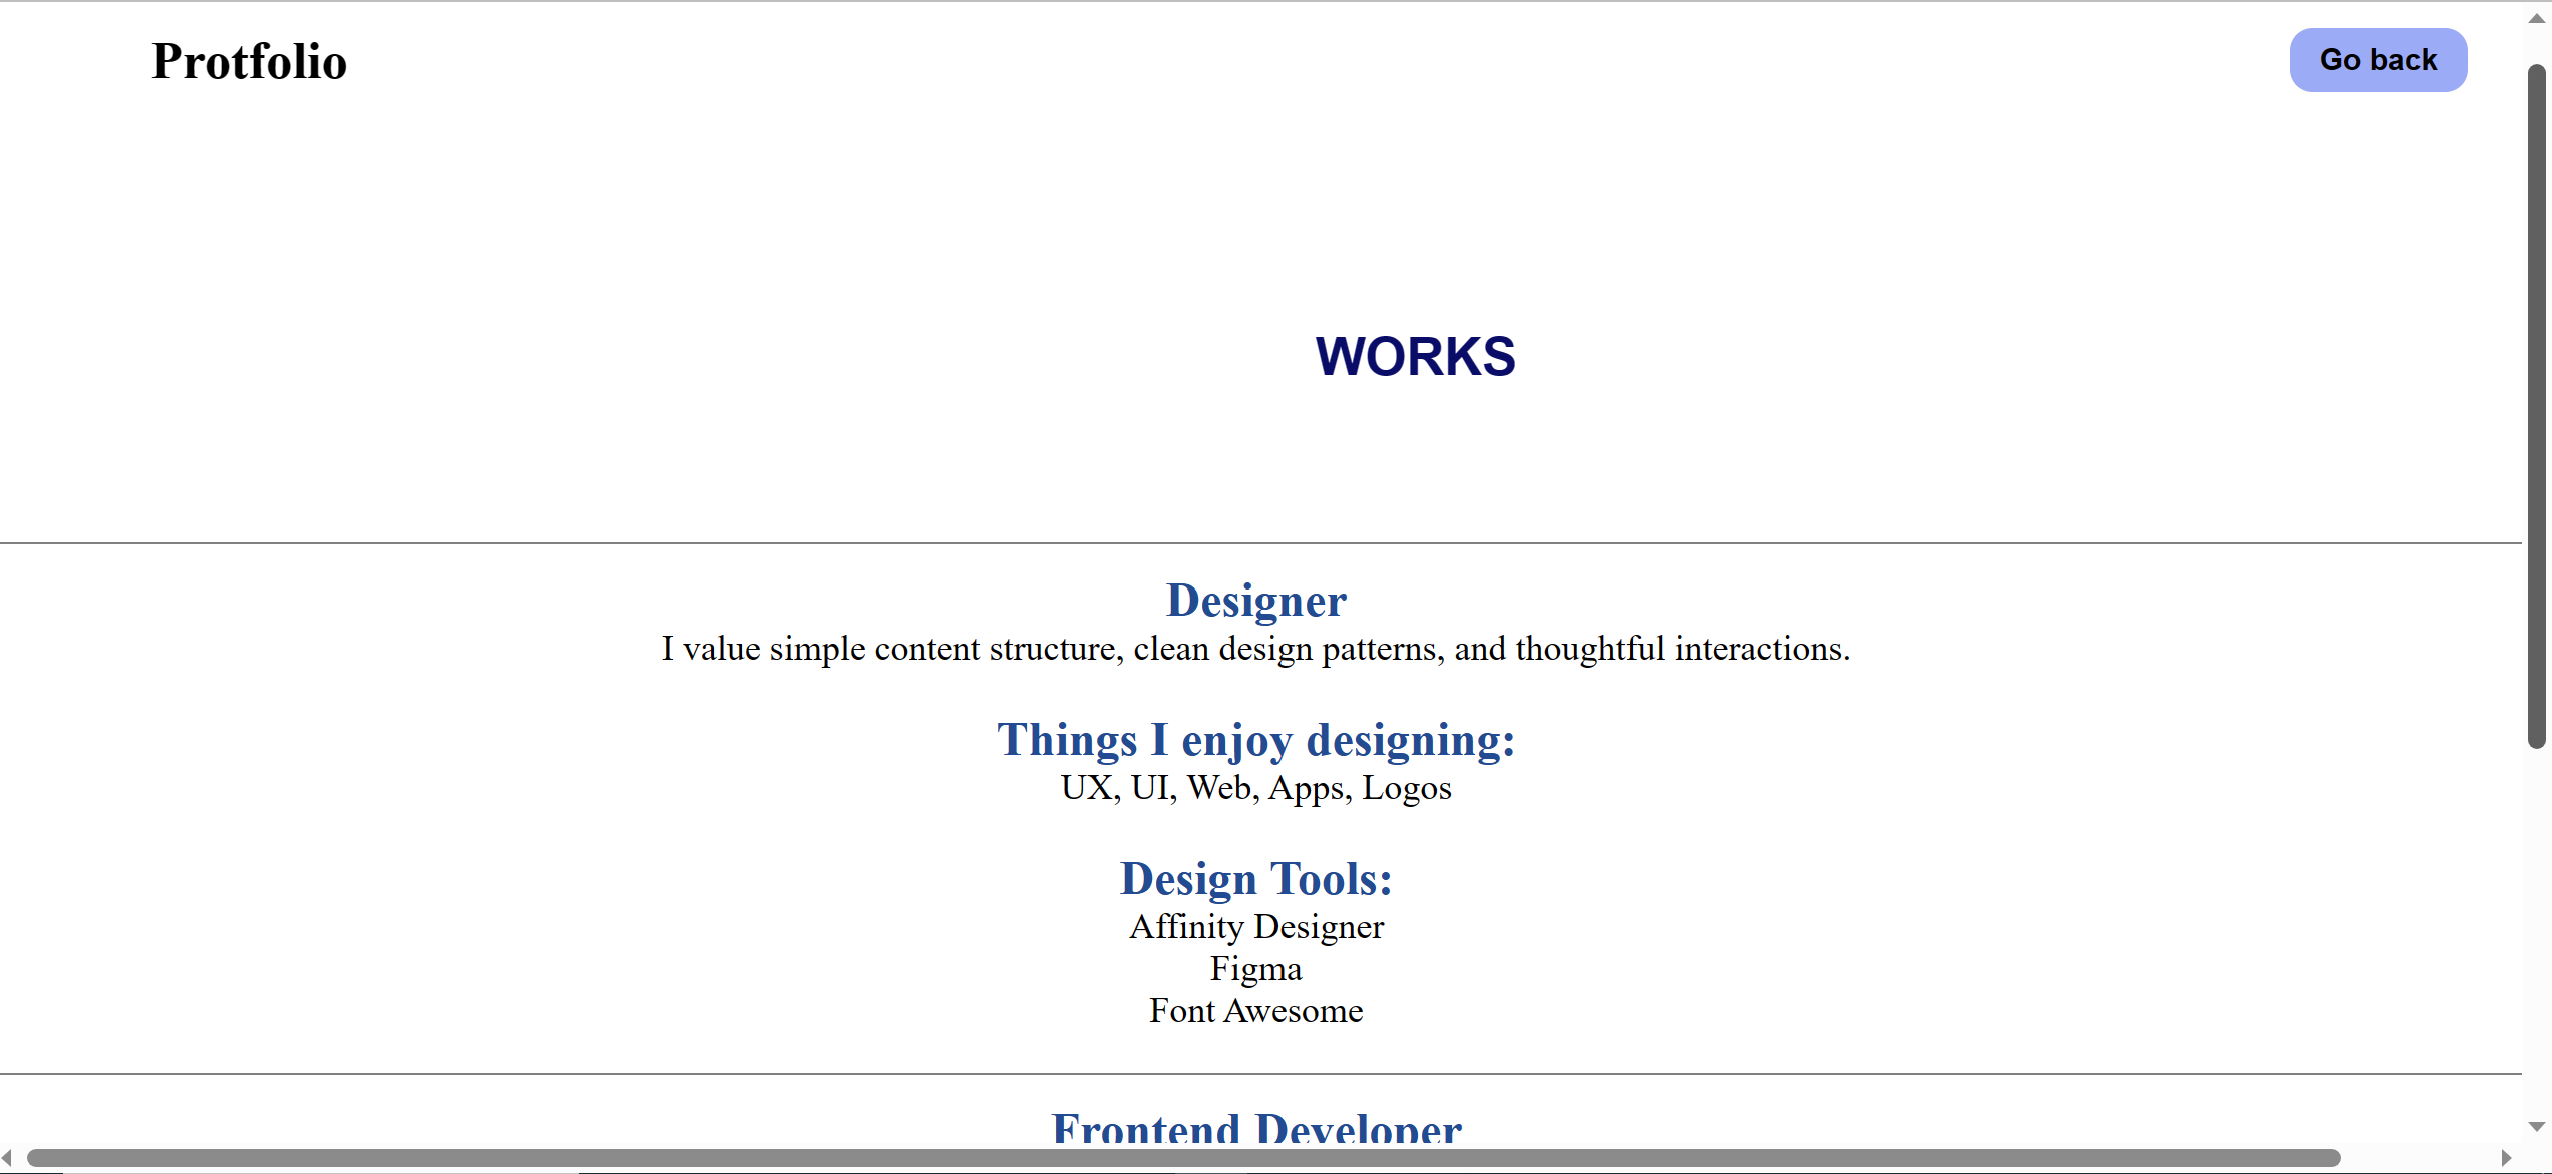 Protfolio
Go back
WORKS
Designer
I value simple content structure, clean design patterns, and thoughtful interactions.
Things I enjoy designing:
UX, UI, Web, Apps, Logos
Design Tools:
Affinity Designer
Figma
Font Awesome
Frontend Developer